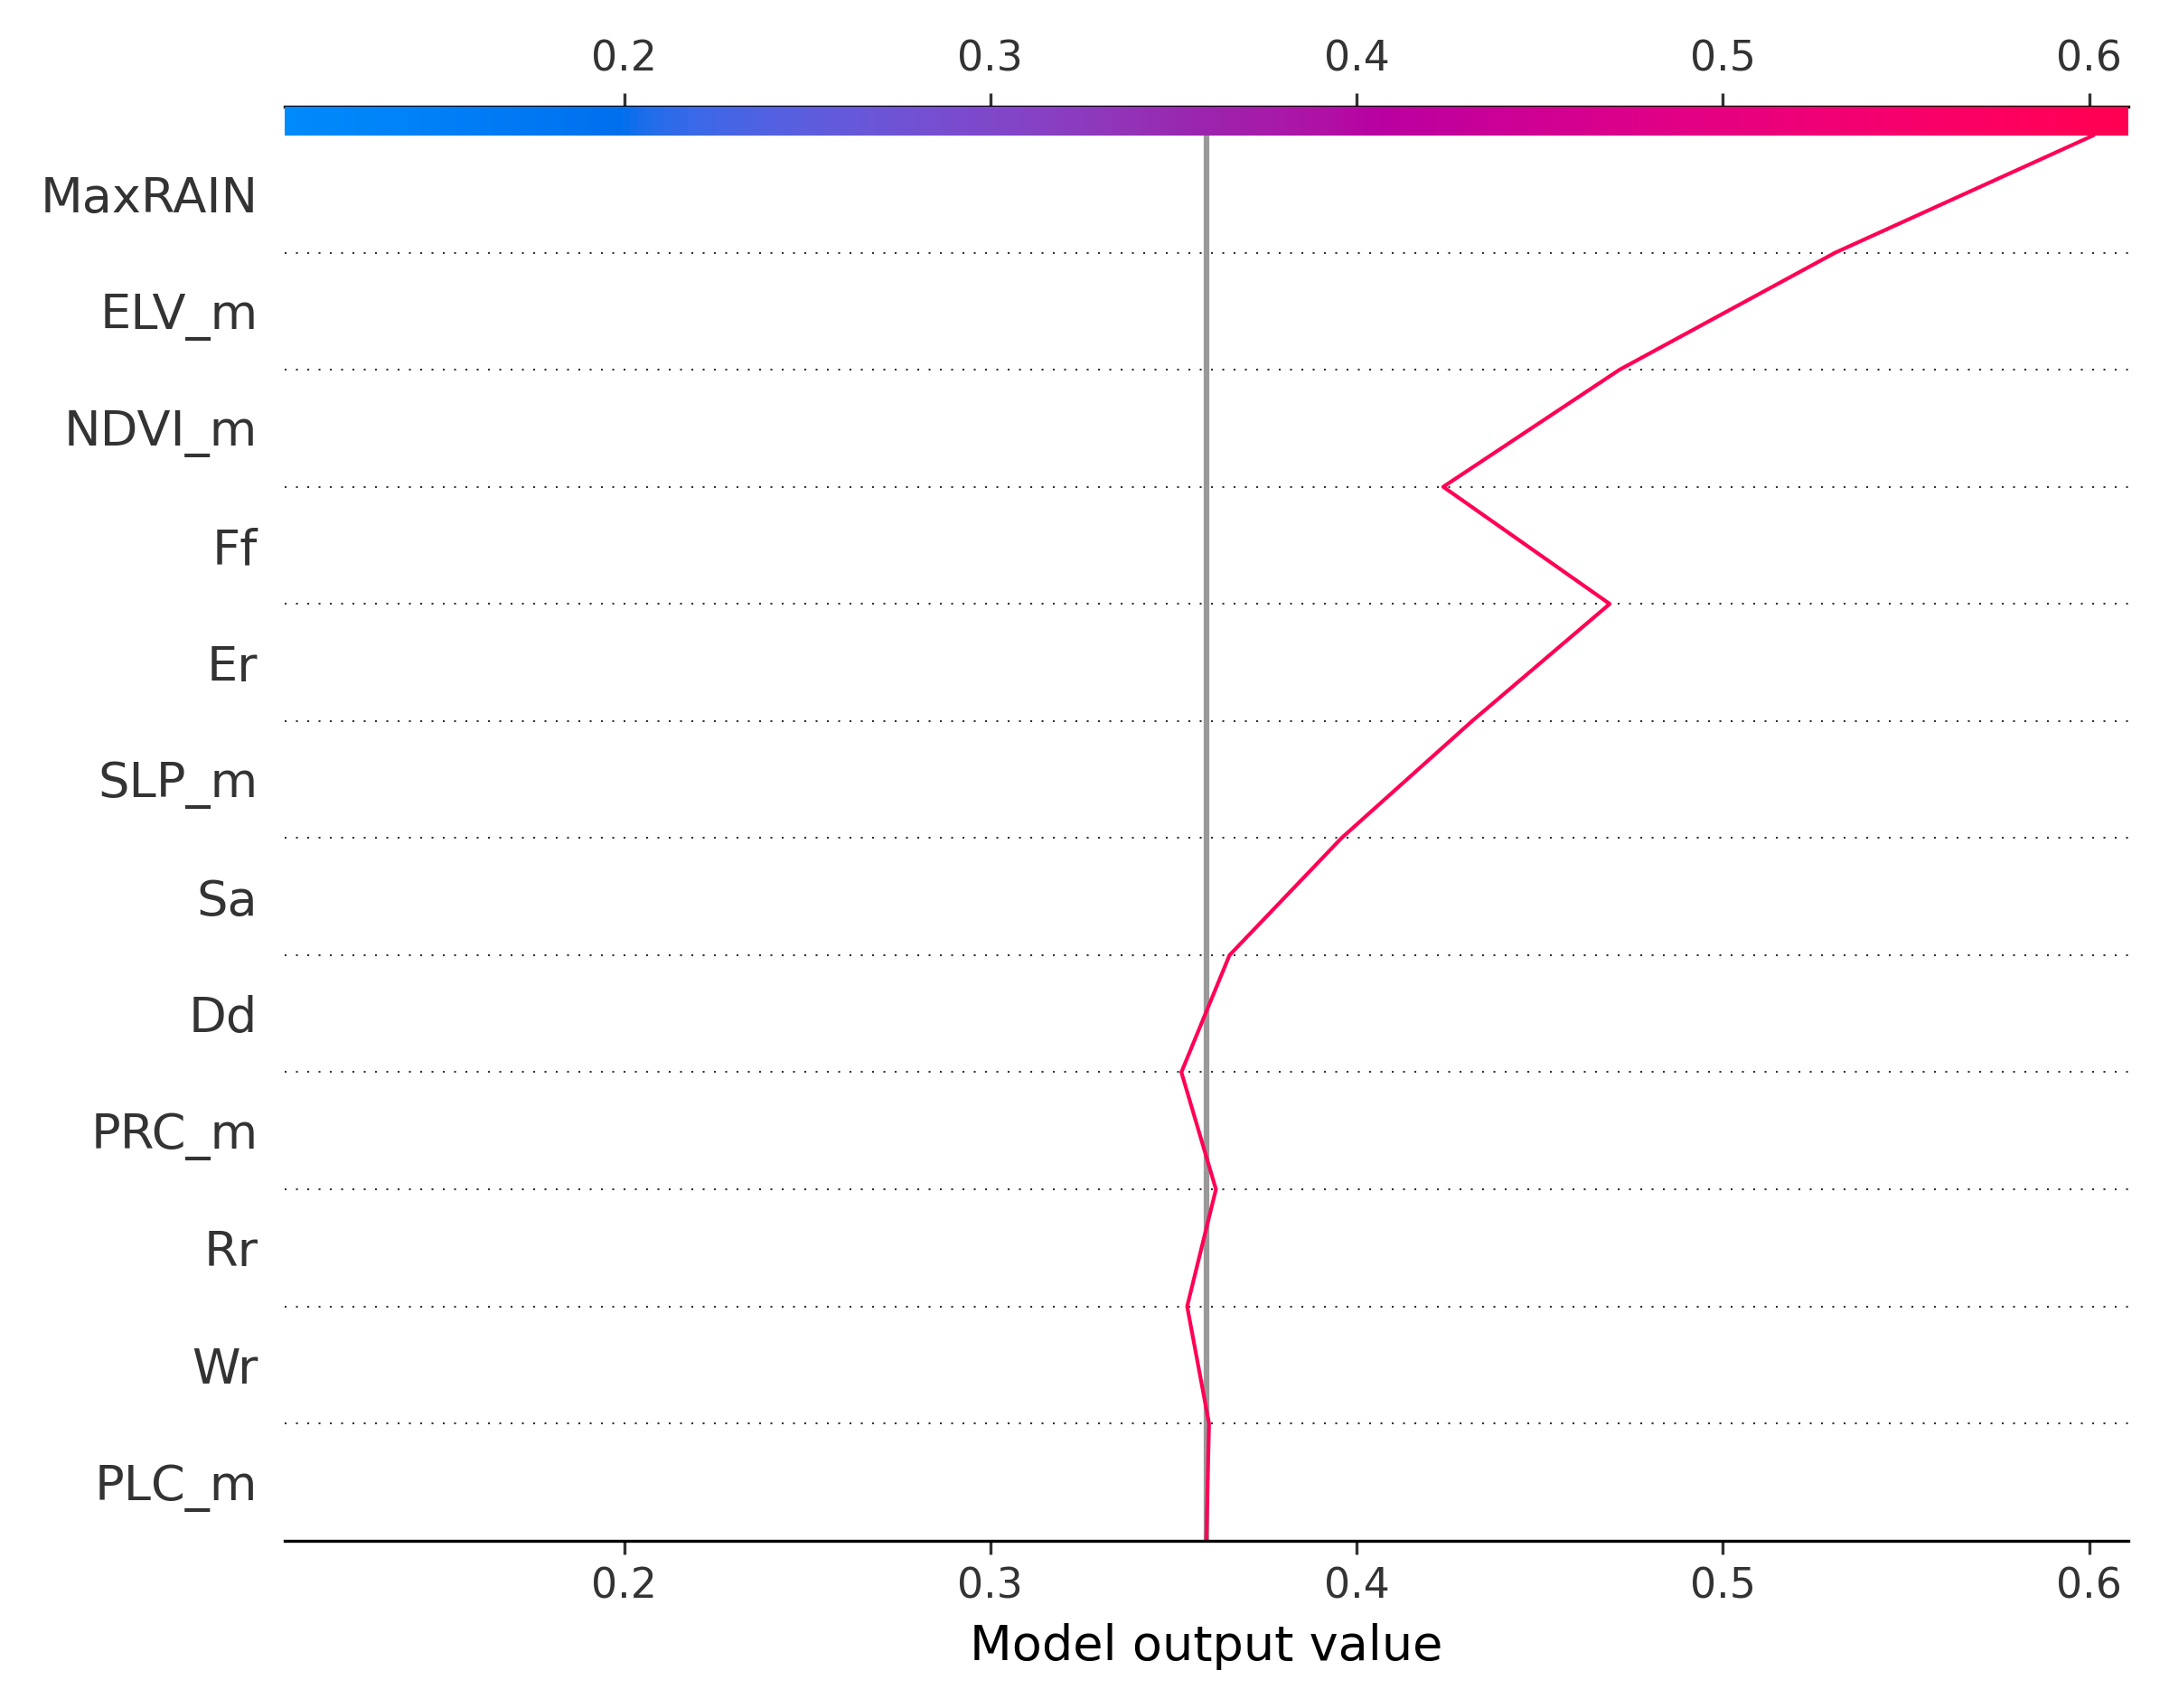 0.2 0.3 0.4 0.5 0.6
MaxRAIN
ELV_m
NDVI_m
Ff
Er
SLP_m
Sa
Dd
PRC_m
Rr
Wr
PLC_m
0.2 0.3 0.4 0.5 0.6
Model output value